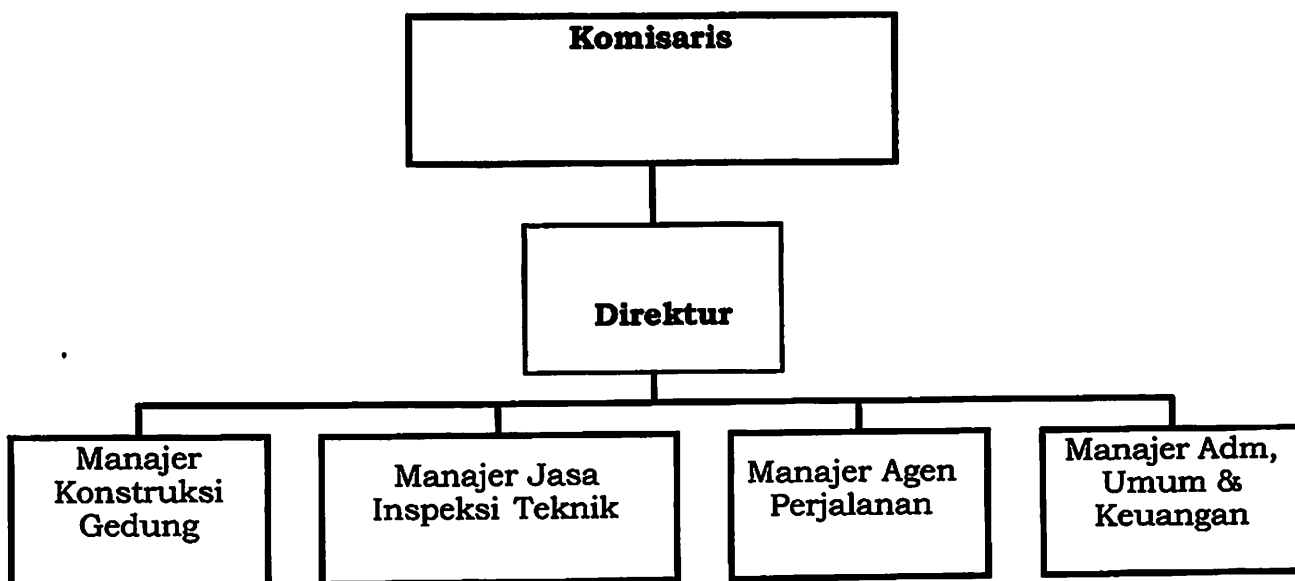 Komisaris
Direktur
Manajer
Konstruksi
Gedung
Manajer Jasa
Inspeksi Teknik
Manajer Agen
Perjalanan
Manajer Adm,
Umum &
Keuangan